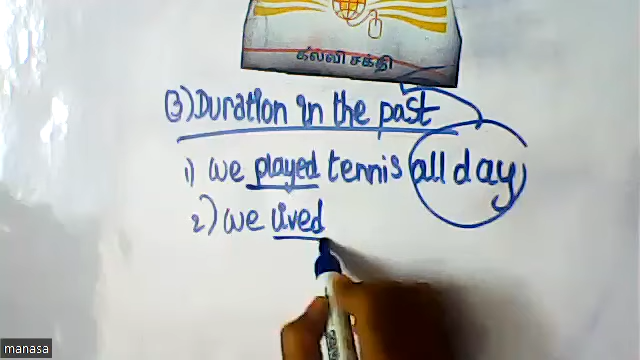 கல்வி சக்தி
③) Duration in the past
1) we played tennis all day
2) we lived
manasa